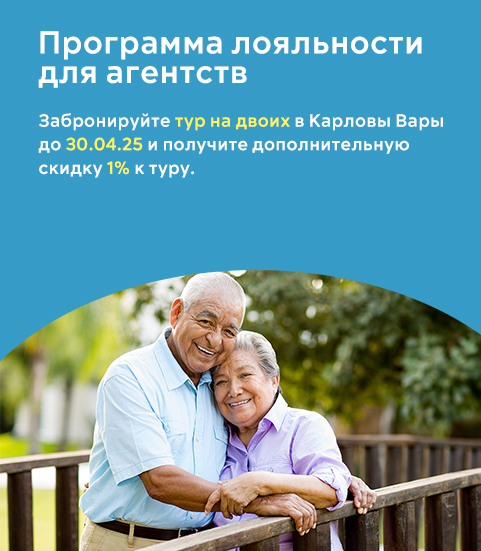 Программа лояльности
для агентств
Забронируйте тур на двоих в Карловы Вары
до 30.04.25 и получите дополнительную
скидку 1% к туру.